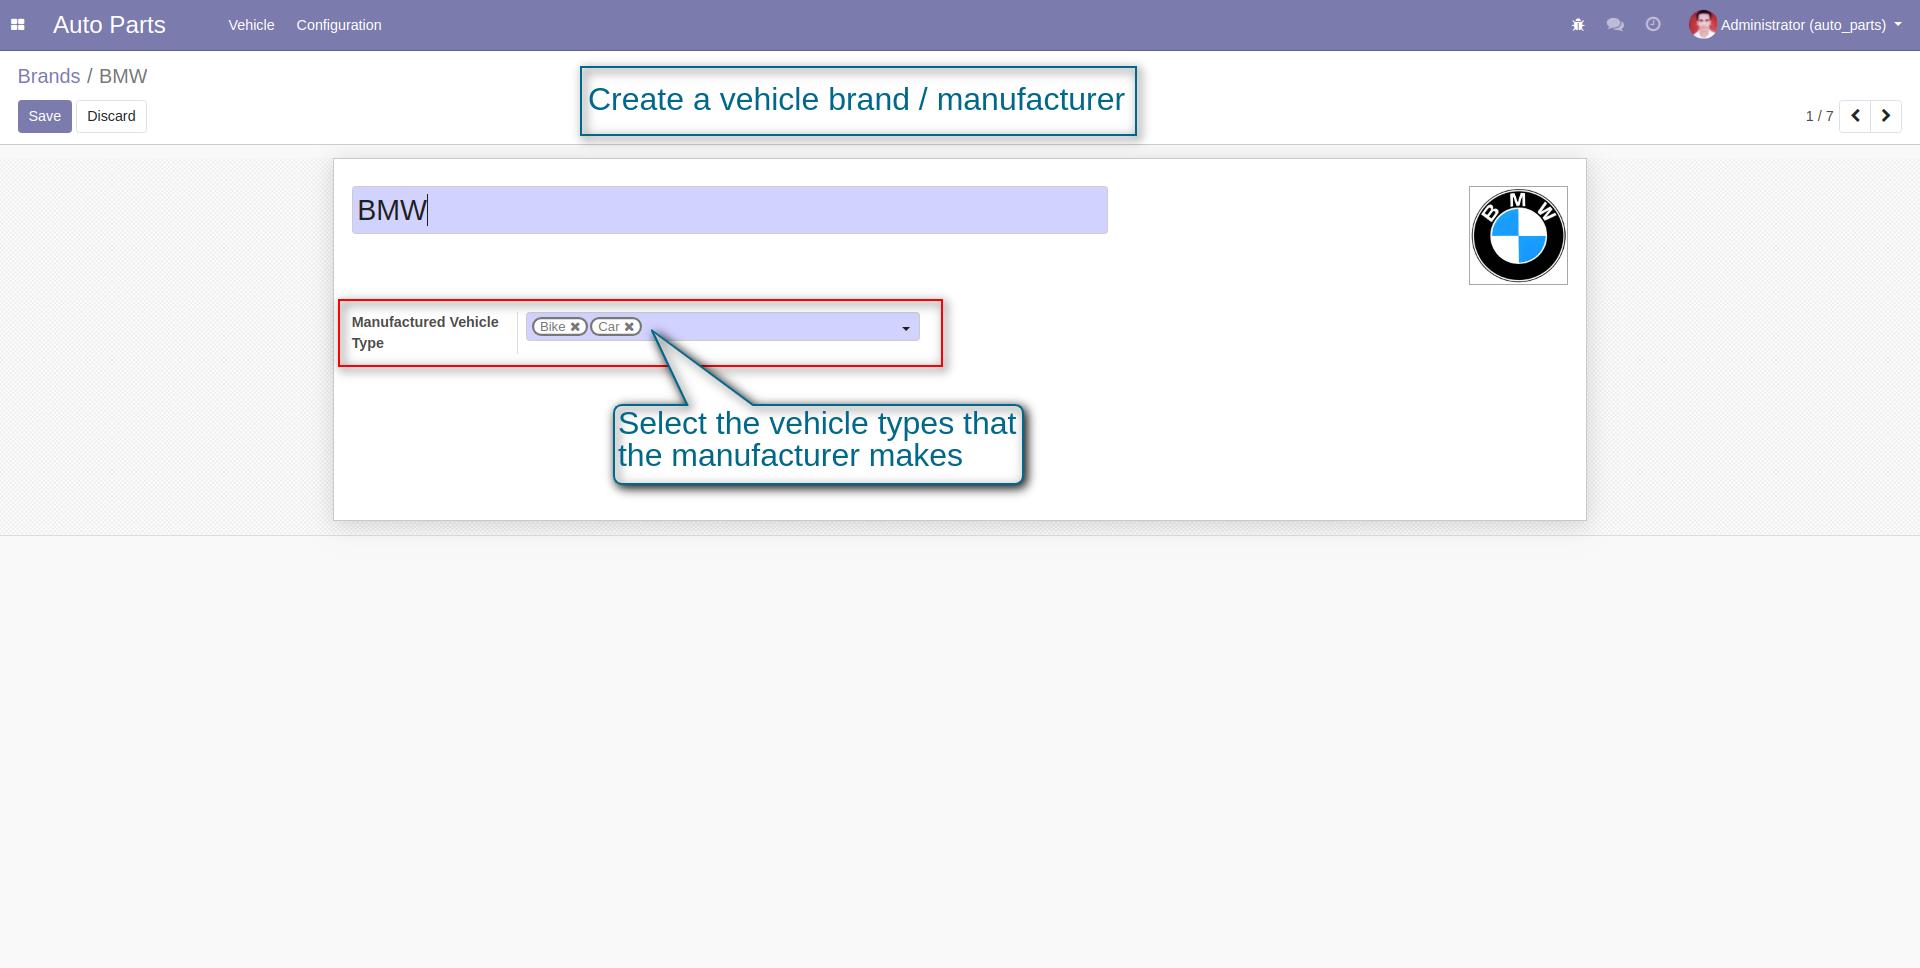 Auto Parts
Vehicle
Configuration
Administrator (auto_parts)
Brands / BMW
Create a vehicle brand / manufacturer
Save
Discard
1 / 7
BMW
B M W
Manufactured Vehicle
Type
Bike
Car
Select the vehicle types that
the manufacturer makes